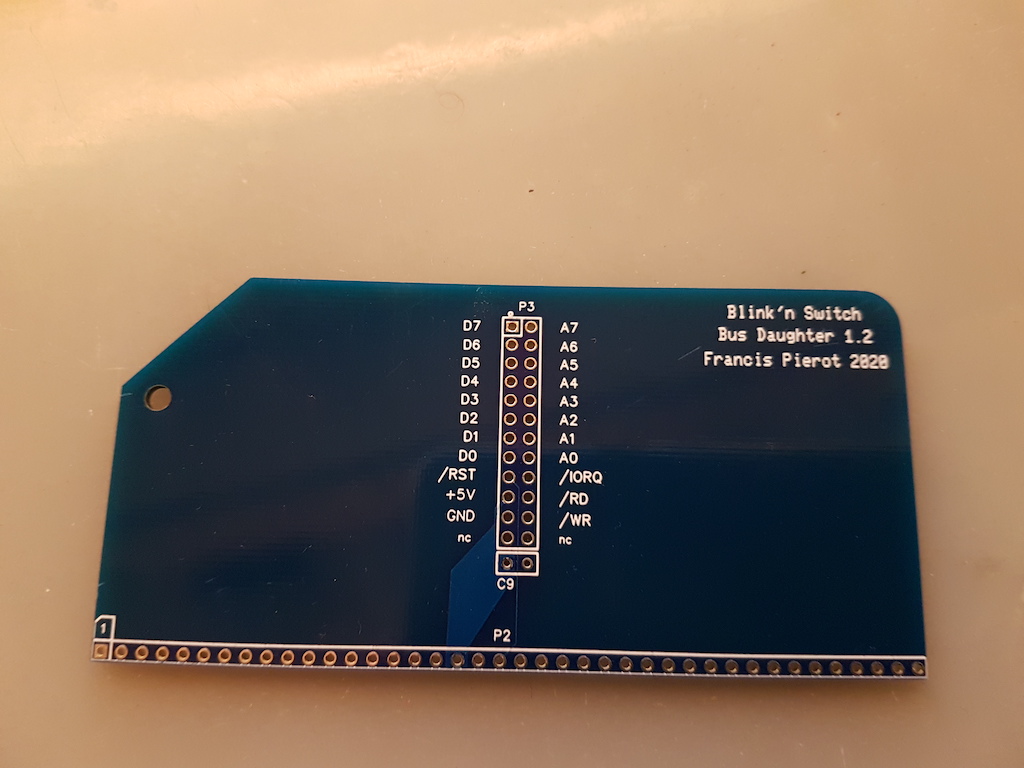 P3
Blink'n Switch
Bus Daughter 1.2
Francis Pierot 2020
D7 A7
D6 A6
D5 A5
D4 A4
D3 A3
D2 A2
D1 A1
D0 A0
/RST /IORQ
+5V /RD
GND /WR
nc nc
C9
P2
1